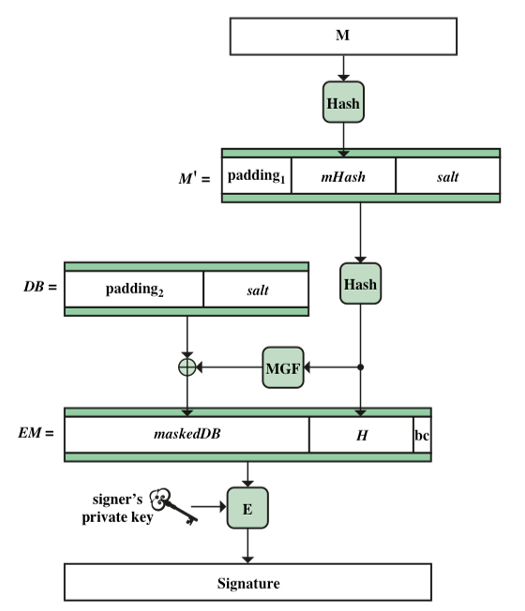 M
Hash
M' = padding₁ mHash salt
DB = padding₂ salt
Hash
MGF
EM = maskedDB H bc
signer's
private key
E
Signature